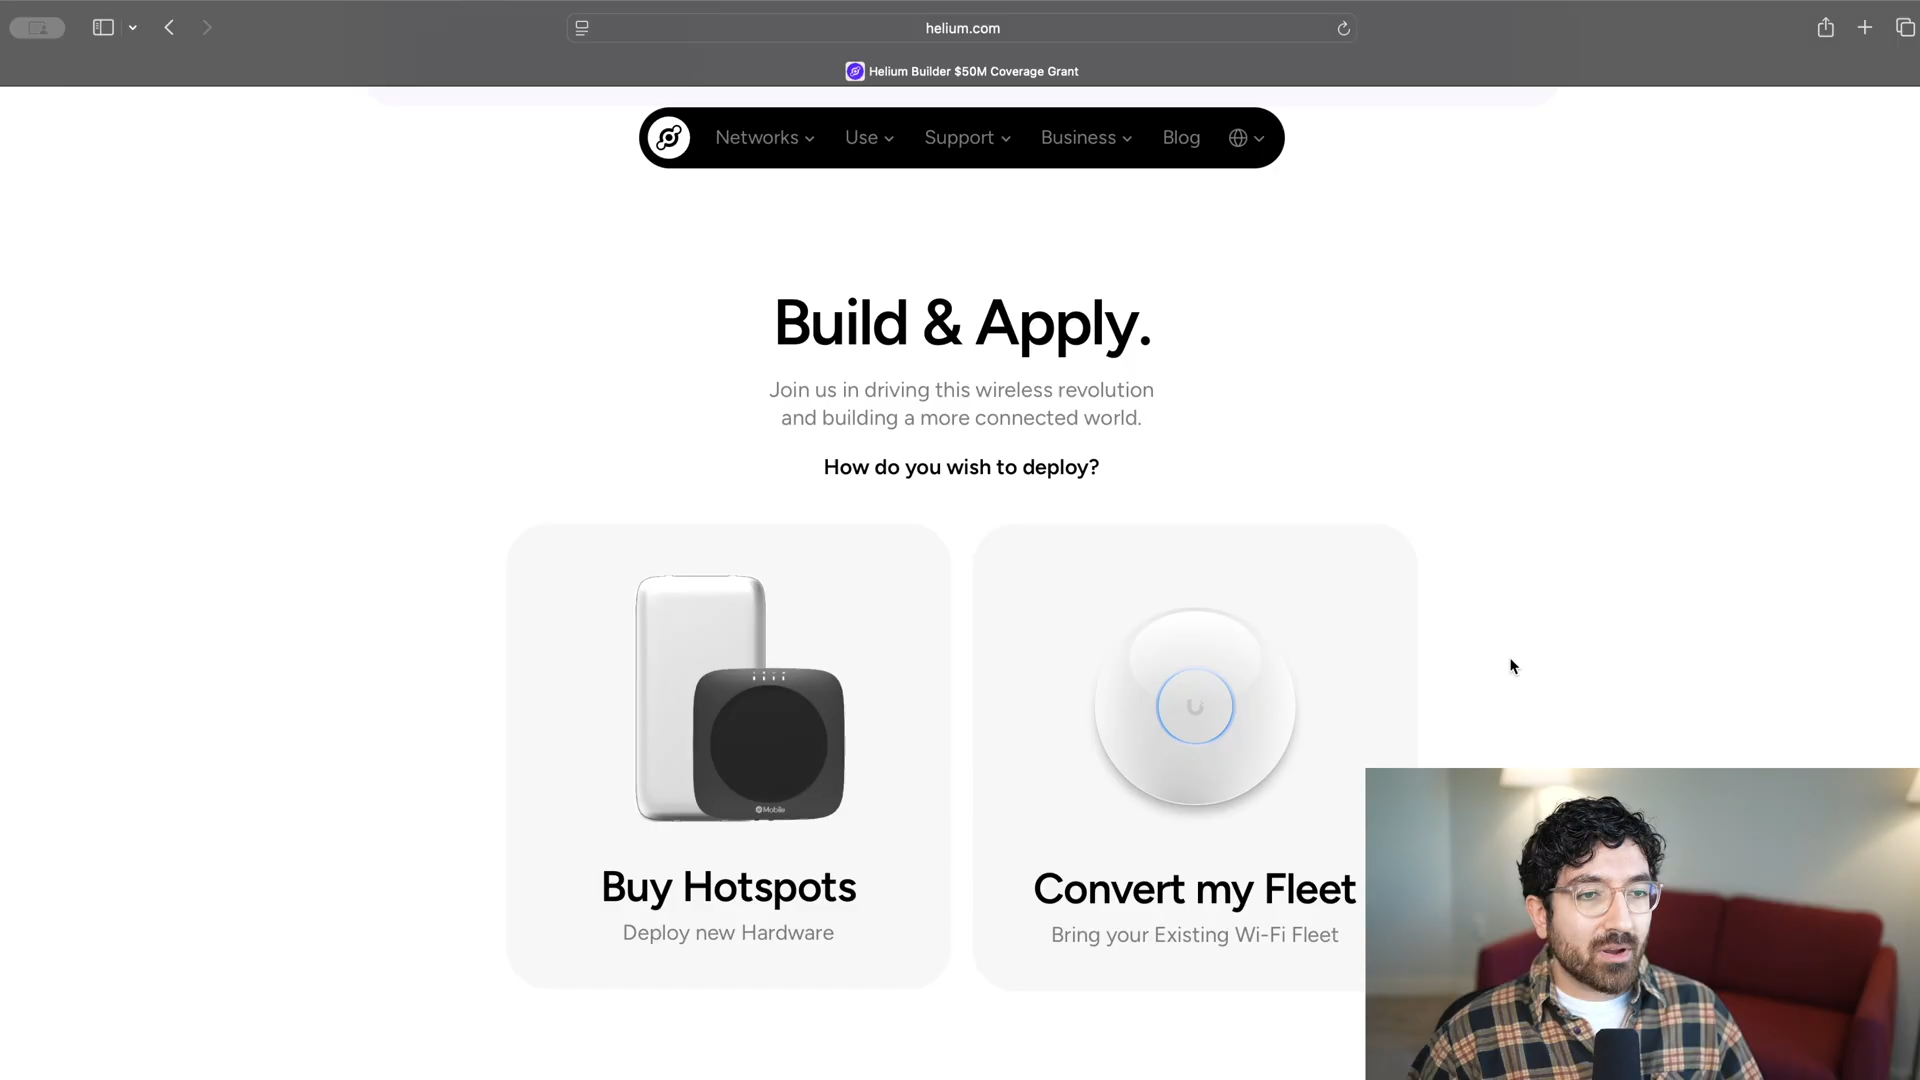 helium.com
Helium Builder $50M Coverage Grant
Networks Use Support Business Blog
Build & Apply.
Join us in driving this wireless revolution
and building a more connected world.
How do you wish to deploy?
Mobile
Buy Hotspots
Deploy new Hardware
Convert my Fleet
Bring your Existing Wi-Fi Fleet